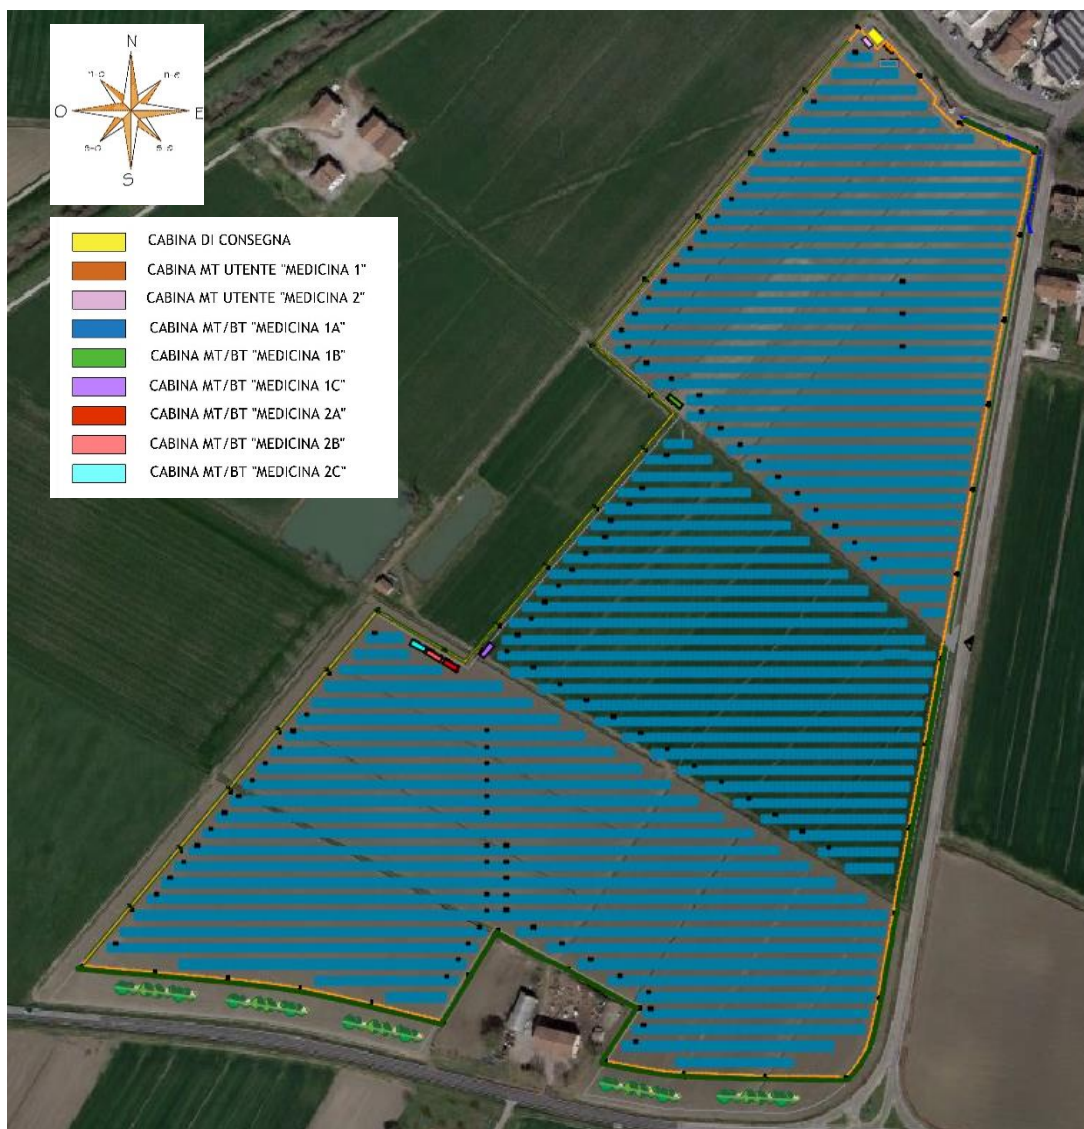 N
n-o
n-e
O
E
s-o
s-e
S
CABINA DI CONSEGNA
CABINA MT UTENTE "MEDICINA 1"
CABINA MT UTENTE "MEDICINA 2"
CABINA MT/BT "MEDICINA 1A"
CABINA MT/BT "MEDICINA 1B"
CABINA MT/BT "MEDICINA 1C"
CABINA MT/BT "MEDICINA 2A"
CABINA MT/BT "MEDICINA 2B"
CABINA MT/BT "MEDICINA 2C"